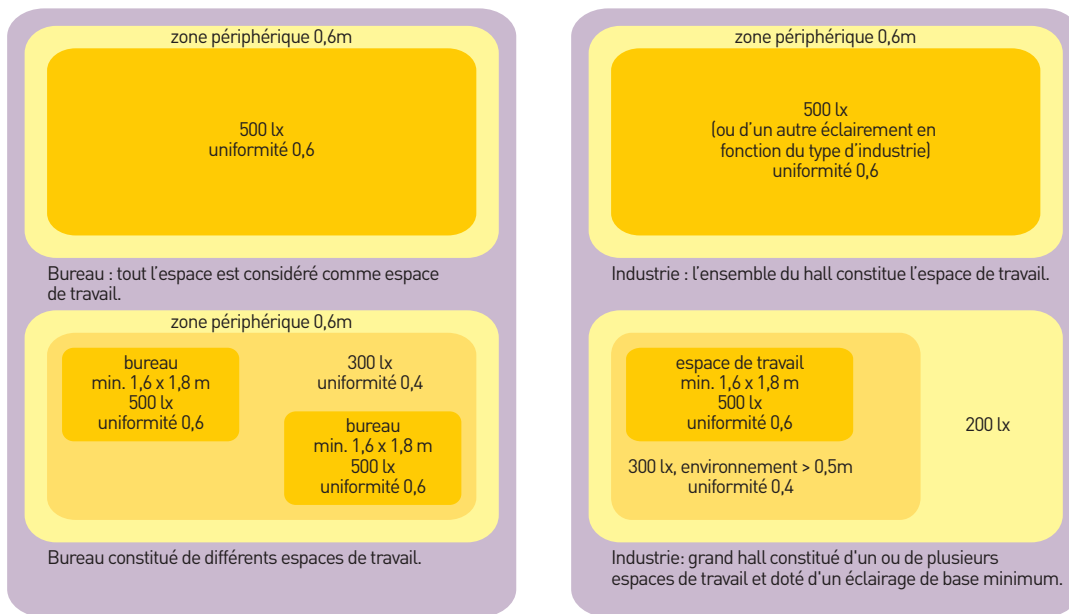 zone périphérique 0,6m
500 lx
uniformité 0,6
Bureau : tout l'espace est considéré comme espace
de travail.
zone périphérique 0,6m
bureau
min. 1,6 x 1,8 m
500 lx
uniformité 0,6
300 lx
uniformité 0,4
bureau
min. 1,6 x 1,8 m
500 lx
uniformité 0,6
Bureau constitué de différents espaces de travail.
zone périphérique 0,6m
500 lx
(ou d'un autre éclairement en
fonction du type d'industrie)
uniformité 0,6
Industrie : l'ensemble du hall constitue l'espace de travail.
espace de travail
min. 1,6 x 1,8 m
500 lx
uniformité 0,6
300 lx, environnement > 0,5m
uniformité 0,4
200 lx
Industrie: grand hall constitué d'un ou de plusieurs
espaces de travail et doté d'un éclairage de base minimum.